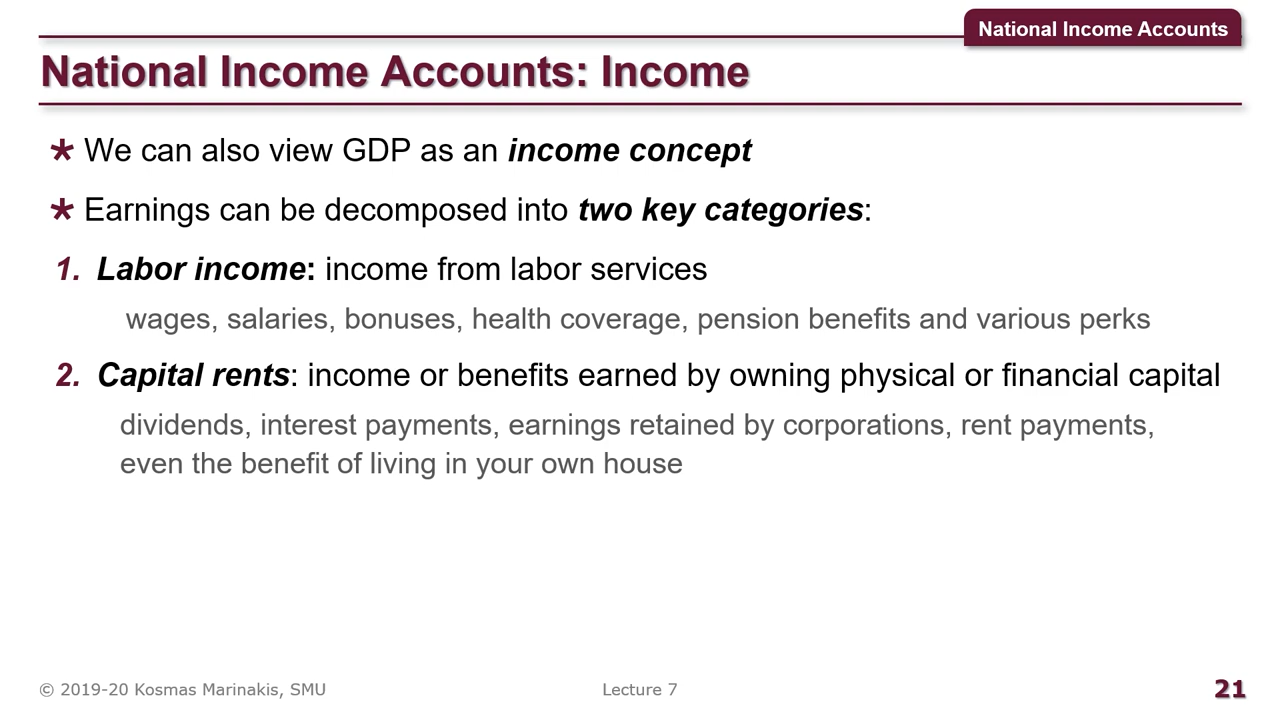 National Income Accounts
National Income Accounts: Income
* We can also view GDP as an income concept
* Earnings can be decomposed into two key categories:
1. Labor income: income from labor services
wages, salaries, bonuses, health coverage, pension benefits and various perks
2. Capital rents: income or benefits earned by owning physical or financial capital
dividends, interest payments, earnings retained by corporations, rent payments,
even the benefit of living in your own house
© 2019-20 Kosmas Marinakis, SMU
Lecture 7
21